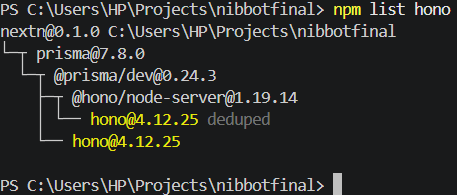 PS C:\Users\HP\Projects\nibbotfinal> npm list hono
nextn@0.1.0 C:\Users\HP\Projects\nibbotfinal
└─┬ prisma@7.8.0
  └─┬ @prisma/dev@0.24.3
    ├─┬ @hono/node-server@1.19.14
    │ └── hono@4.12.25 deduped
    └── hono@4.12.25
PS C:\Users\HP\Projects\nibbotfinal>